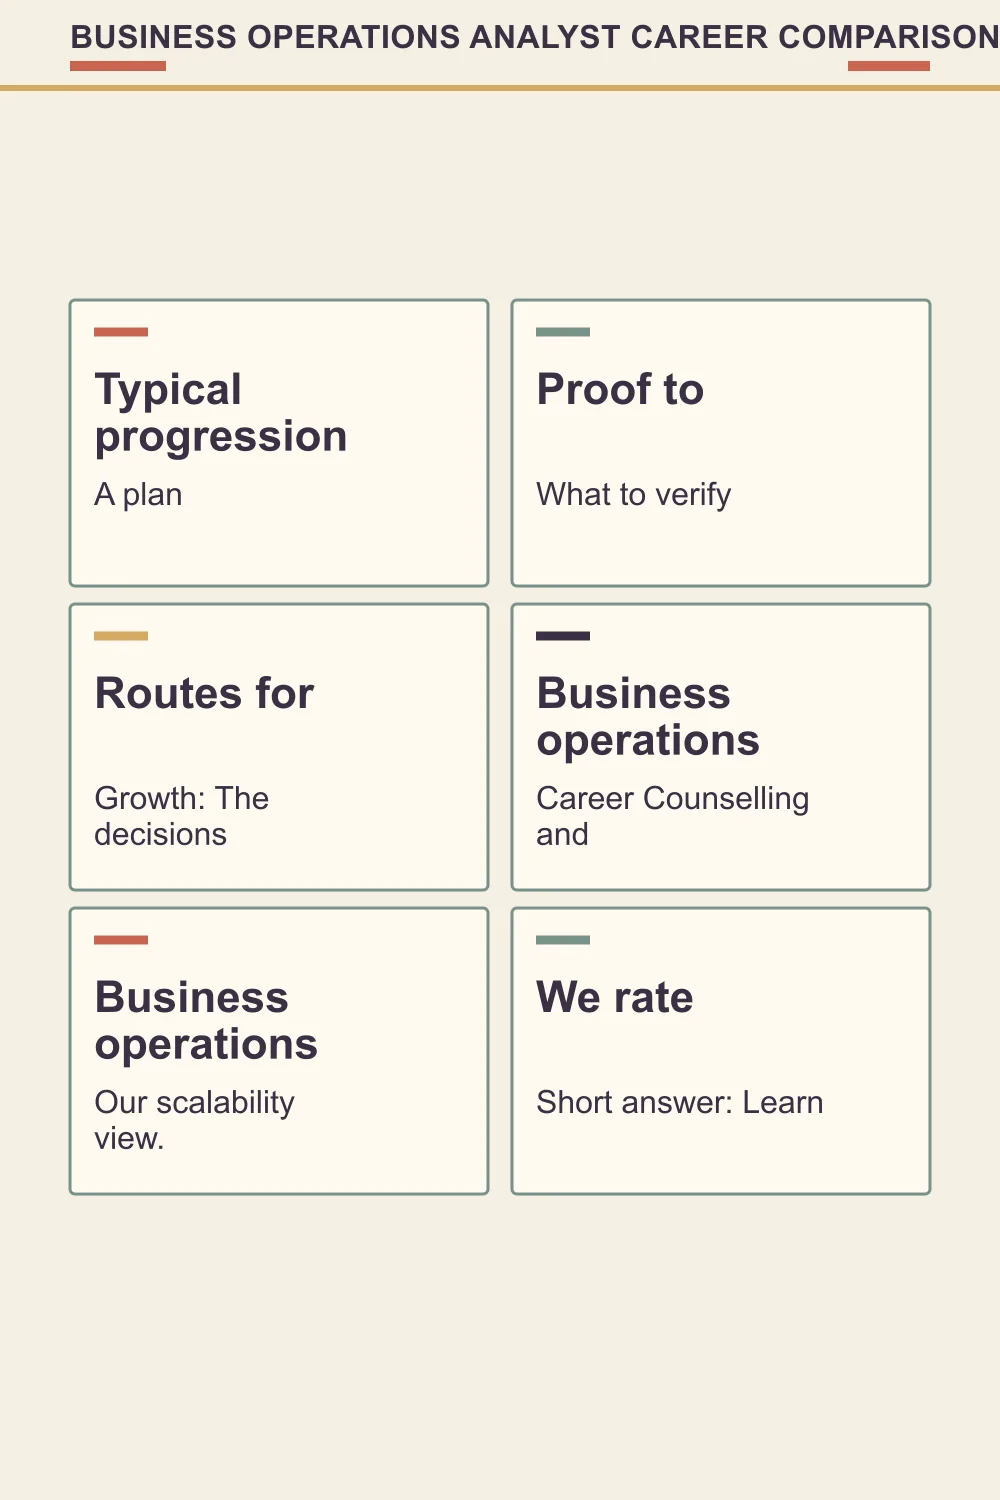 BUSINESS OPERATIONS ANALYST CAREER COMPARISON
Typical
progression
A plan
Proof to
What to verify
Routes for
Growth: The
decisions
Business
operations
Career Counselling
and
Business
operations
Our scalability
view.
We rate
Short answer: Learn